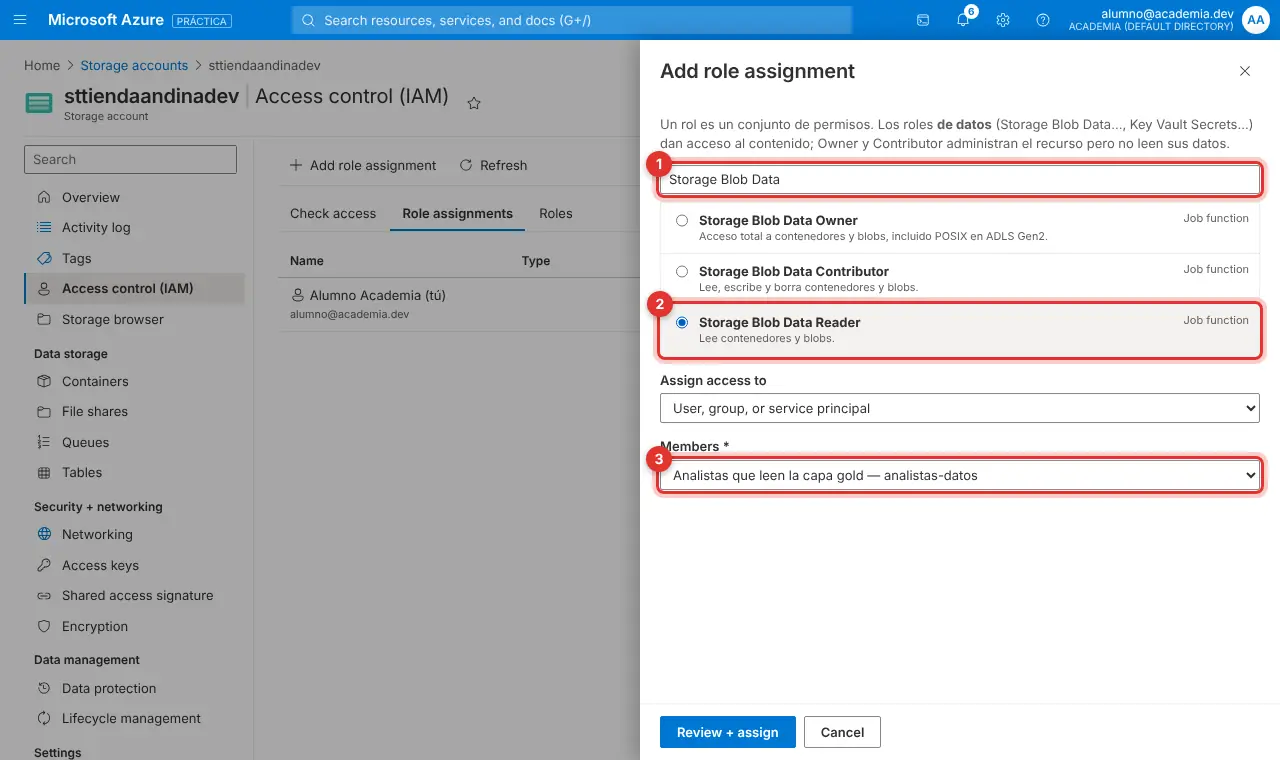 Microsoft Azure PRÁCTICA
Search resources, services, and docs (G+/)
6
alumno@academia.dev
ACADEMIA (DEFAULT DIRECTORY)
AA
Home > Storage accounts > sttiendaandinadev
sttiendaandinadev | Access control (IAM)
Storage account
Search
Overview
Activity log
Tags
Access control (IAM)
Storage browser
Data storage
Containers
File shares
Queues
Tables
Security + networking
Networking
Access keys
Shared access signature
Encryption
Data management
Data protection
Lifecycle management
Settings
Add role assignment
Refresh
Check access
Role assignments
Roles
Name
Type
Alumno Academia (tú)
alumno@academia.dev
Add role assignment
Un rol es un conjunto de permisos. Los roles de datos (Storage Blob Data..., Key Vault Secrets...)
dan acceso al contenido; Owner y Contributor administran el recurso pero no leen sus datos.
1
Storage Blob Data
Storage Blob Data Owner
Job function
Acceso total a contenedores y blobs, incluido POSIX en ADLS Gen2.
Storage Blob Data Contributor
Job function
Lee, escribe y borra contenedores y blobs.
2
Storage Blob Data Reader
Job function
Lee contenedores y blobs.
Assign access to
User, group, or service principal
Members *
3
Analistas que leen la capa gold — analistas-datos
Review + assign
Cancel